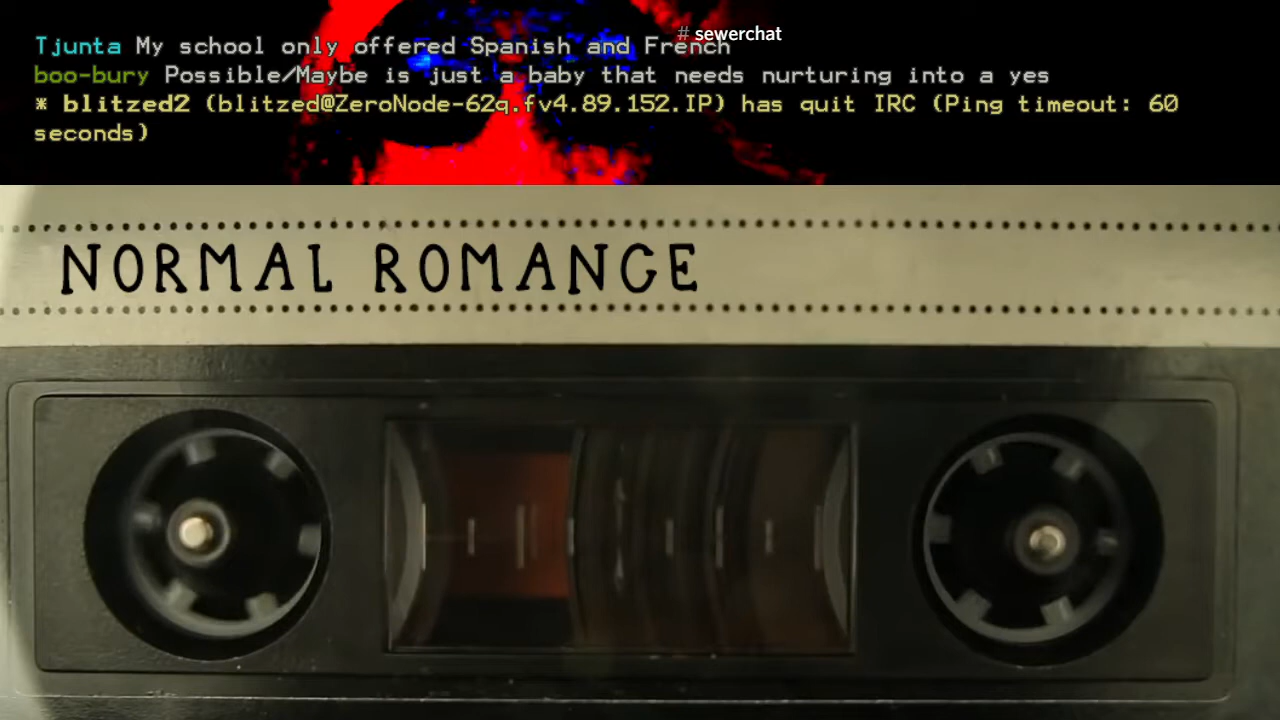 # sewerchat
Tjunta My school only offered Spanish and French
boo-bury Possible/Maybe is just a baby that needs nurturing into a yes
* blitzed2 (blitzed@ZeroNode-62q.fv4.89.152.IP) has quit IRC (Ping timeout: 60
seconds)
NORMAL ROMANCE